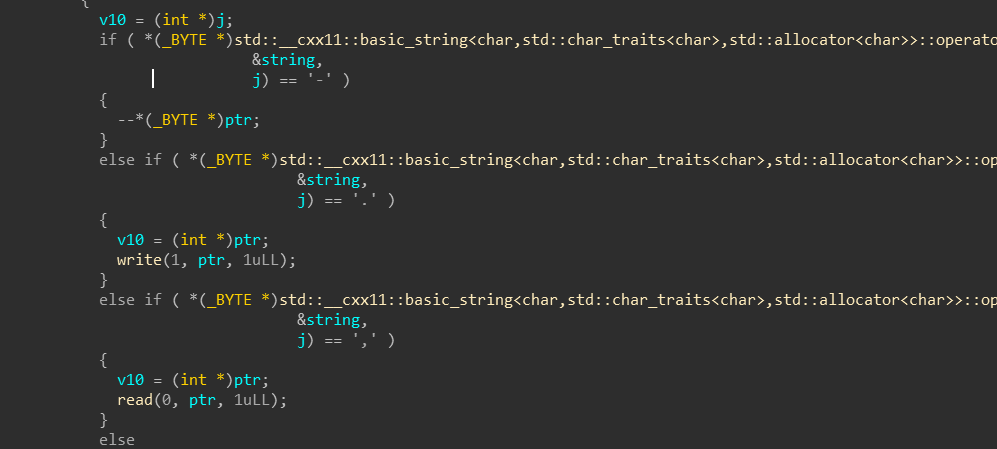 {
v10 = (int *)j;
if ( *(_BYTE *)std::__cxx11::basic_string<char,std::char_traits<char>,std::allocator<char>>::operato
&string,
j) == '-' )
{
--*(_BYTE *)ptr;
}
else if ( *(_BYTE *)std::__cxx11::basic_string<char,std::char_traits<char>,std::allocator<char>>::op
&string,
j) == '.' )
{
v10 = (int *)ptr;
write(1, ptr, 1uLL);
}
else if ( *(_BYTE *)std::__cxx11::basic_string<char,std::char_traits<char>,std::allocator<char>>::op
&string,
j) == ',' )
{
v10 = (int *)ptr;
read(0, ptr, 1uLL);
}
else